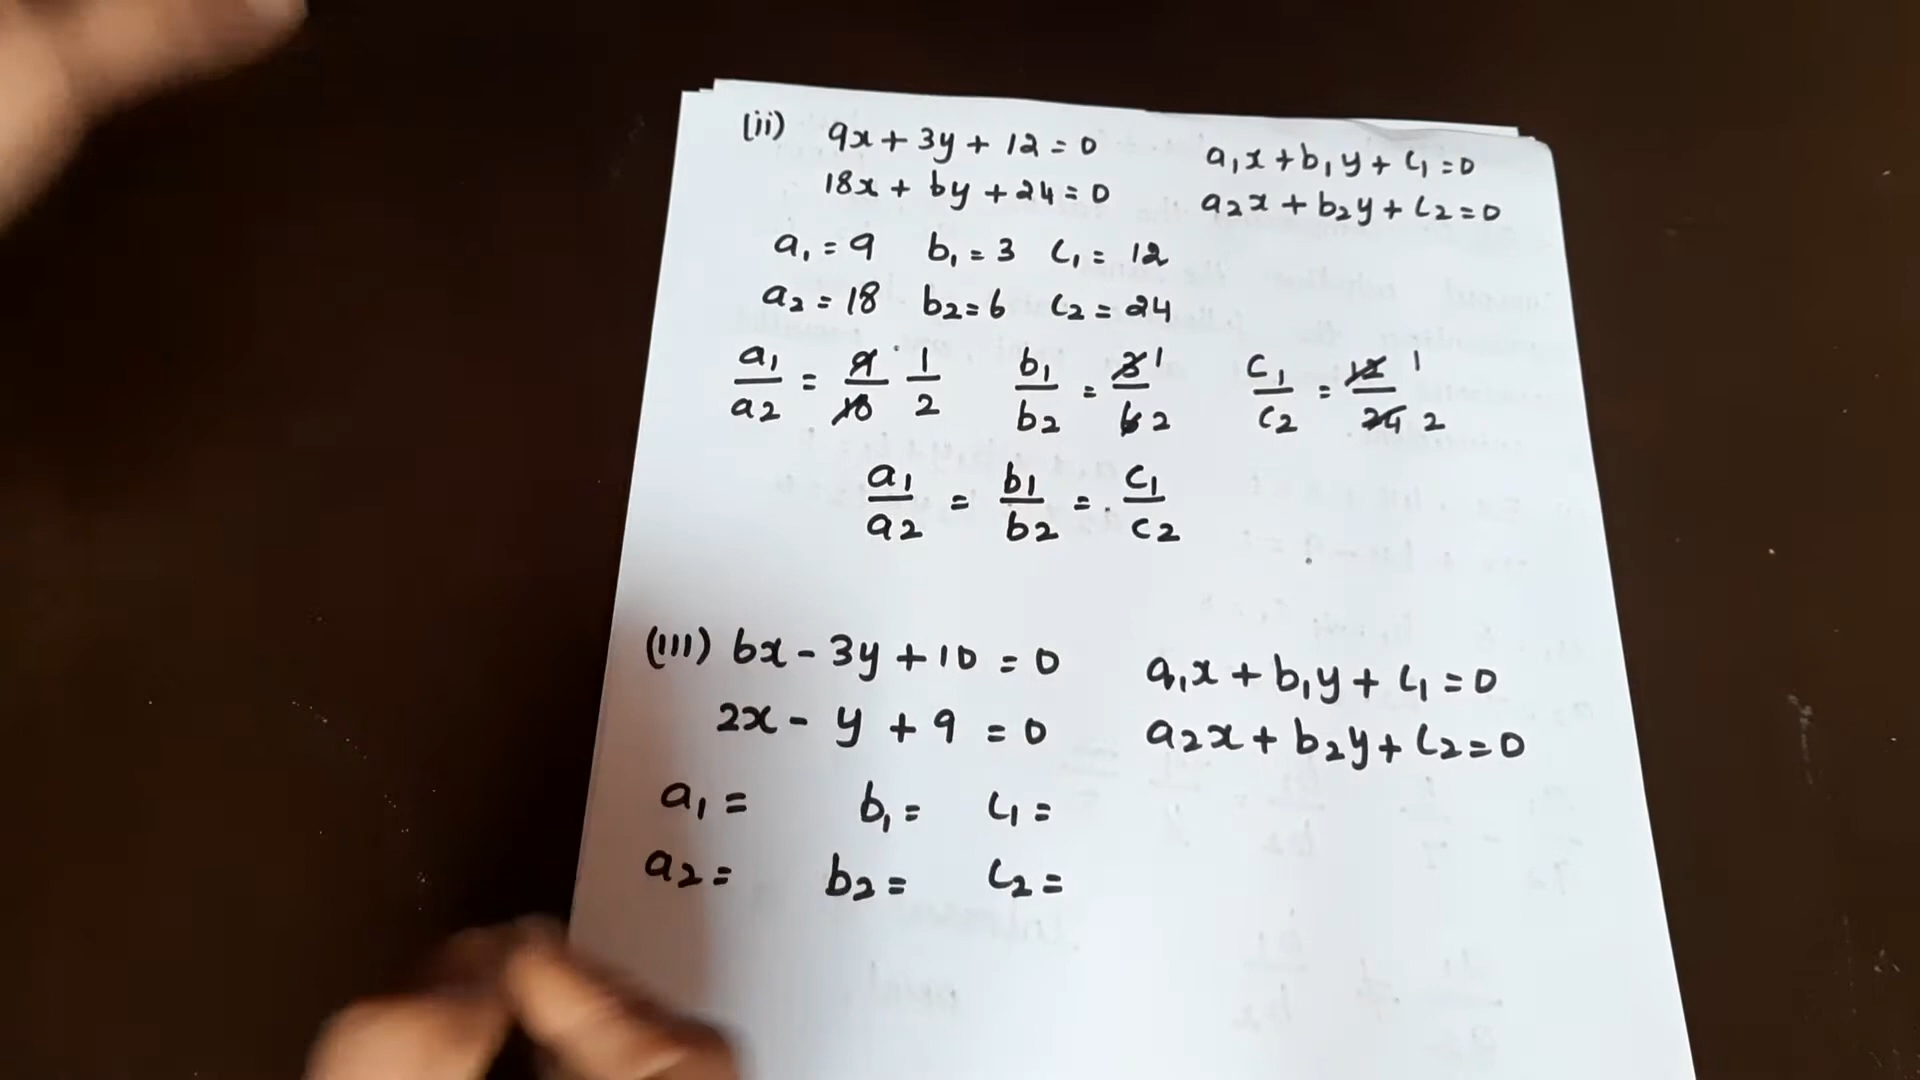 (ii) 9x + 3y + 12 = 0 a₁x + b₁y + c₁ = 0
18x + 6y + 24 = 0 a₂x + b₂y + c₂ = 0
a₁ = 9 b₁ = 3 c₁ = 12
a₂ = 18 b₂ = 6 c₂ = 24
a₁/a₂ = 9/18 1/2 b₁/b₂ = 3/6 1/2 c₁/c₂ = 12/24 1/2
a₁/a₂ = b₁/b₂ = c₁/c₂
(iii) 6x - 3y + 10 = 0 a₁x + b₁y + c₁ = 0
2x - y + 9 = 0 a₂x + b₂y + c₂ = 0
a₁ = b₁ = c₁ =
a₂ = b₂ = c₂ =